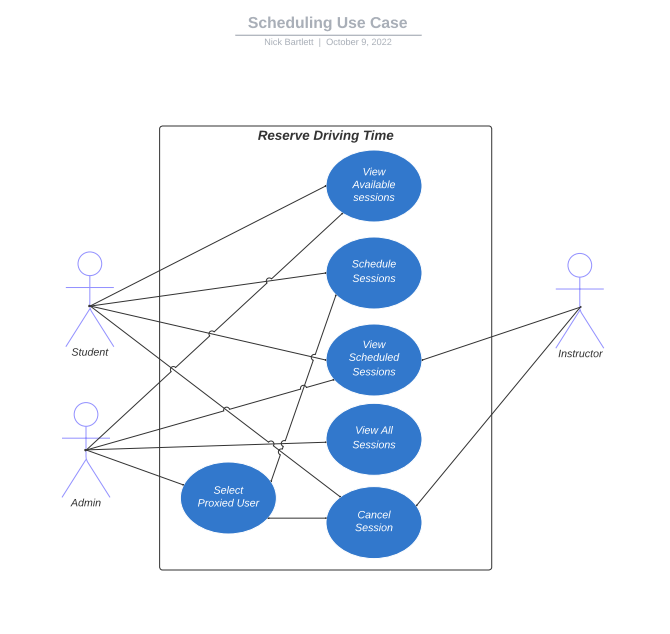 Scheduling Use Case
Nick Bartlett | October 9, 2022
Reserve Driving Time
View
Available
sessions
Schedule
Sessions
Student
View
Scheduled
Sessions
Instructor
View All
Sessions
Admin
Select
Proxied User
Cancel
Session